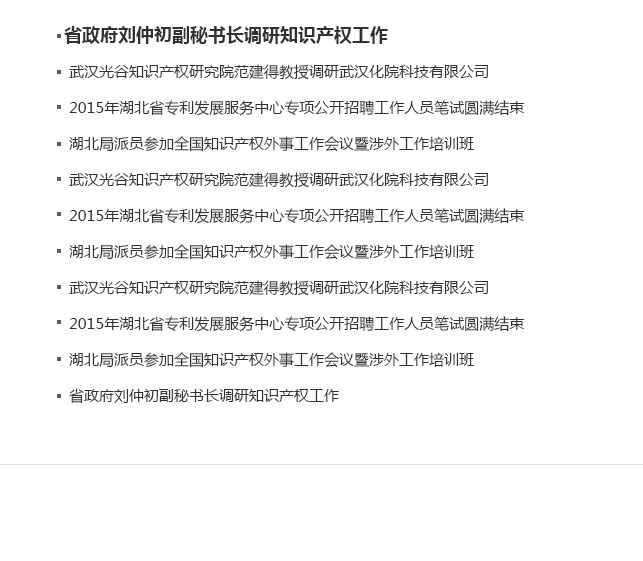 省政府刘仲初副秘书长调研知识产权工作
武汉光谷知识产权研究院范建得教授调研武汉化院科技有限公司
2015年湖北省专利发展服务中心专项公开招聘工作人员笔试圆满结束
湖北局派员参加全国知识产权外事工作会议暨涉外工作培训班
武汉光谷知识产权研究院范建得教授调研武汉化院科技有限公司
2015年湖北省专利发展服务中心专项公开招聘工作人员笔试圆满结束
湖北局派员参加全国知识产权外事工作会议暨涉外工作培训班
武汉光谷知识产权研究院范建得教授调研武汉化院科技有限公司
2015年湖北省专利发展服务中心专项公开招聘工作人员笔试圆满结束
湖北局派员参加全国知识产权外事工作会议暨涉外工作培训班
省政府刘仲初副秘书长调研知识产权工作